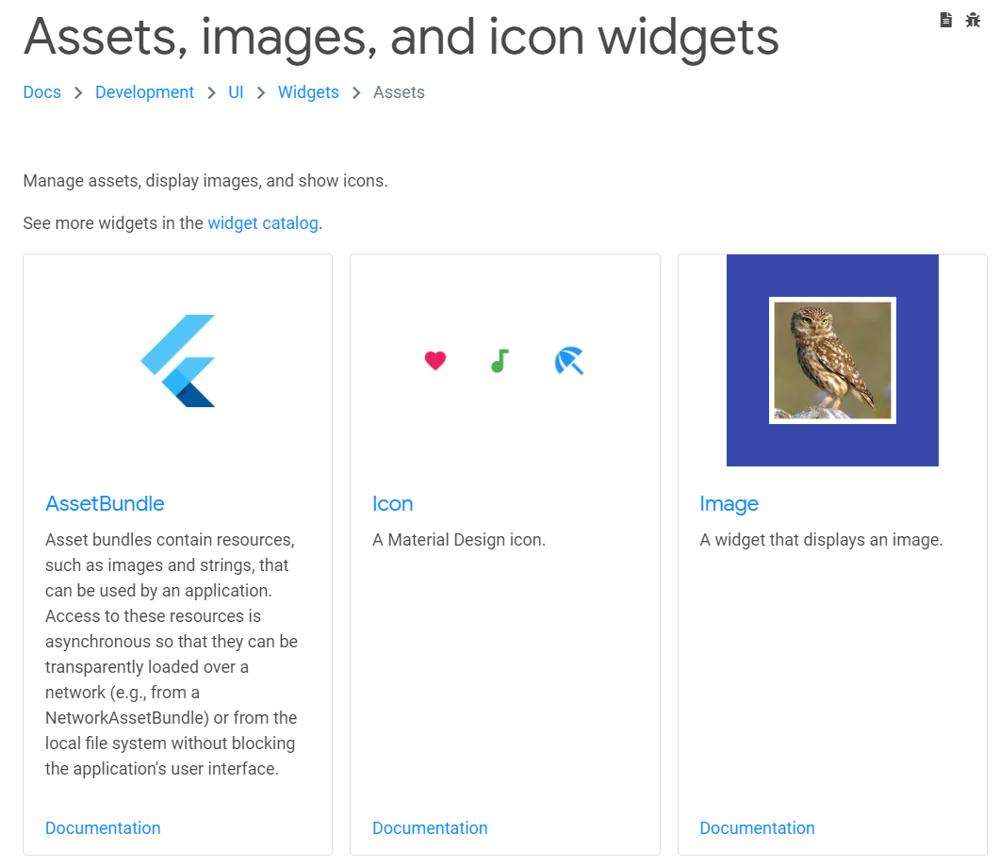 Assets, images, and icon widgets
Docs > Development > UI > Widgets > Assets
Manage assets, display images, and show icons.
See more widgets in the widget catalog.
AssetBundle
Asset bundles contain resources,
such as images and strings, that
can be used by an application.
Access to these resources is
asynchronous so that they can be
transparently loaded over a
network (e.g., from a
NetworkAssetBundle) or from the
local file system without blocking
the application's user interface.
Documentation
Icon
A Material Design icon.
Documentation
Image
A widget that displays an image.
Documentation